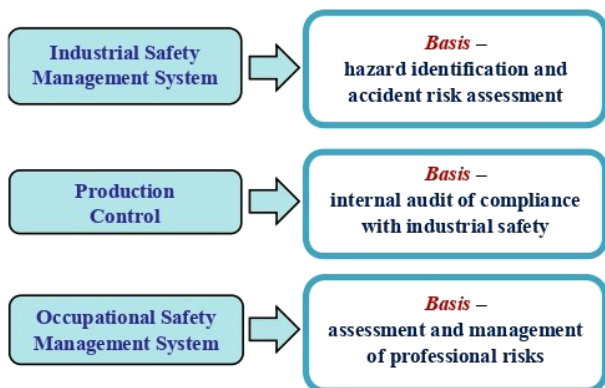 Industrial Safety
Management System
Basis –
hazard identification and
accident risk assessment
Production
Control
Basis –
internal audit of compliance
with industrial safety
Occupational Safety
Management System
Basis –
assessment and management
of professional risks